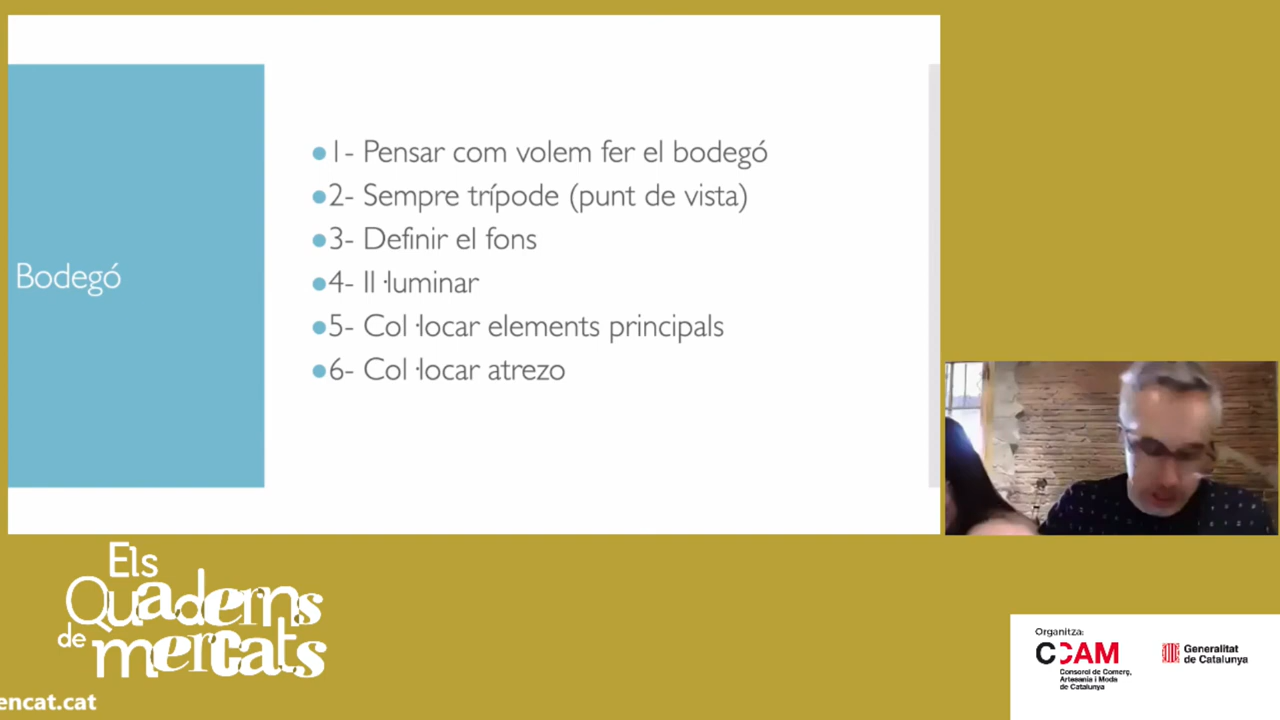 Bodegó
●1- Pensar com volem fer el bodegó
●2- Sempre trípode (punt de vista)
●3- Definir el fons
●4- Il·luminar
●5- Col·locar elements principals
●6- Col·locar atrezo
Els
Quaderns
de mercats
encat.cat
Organitza:
CCAM
Consorci de Comerç,
Artesania i Moda
de Catalunya
Generalitat
de Catalunya